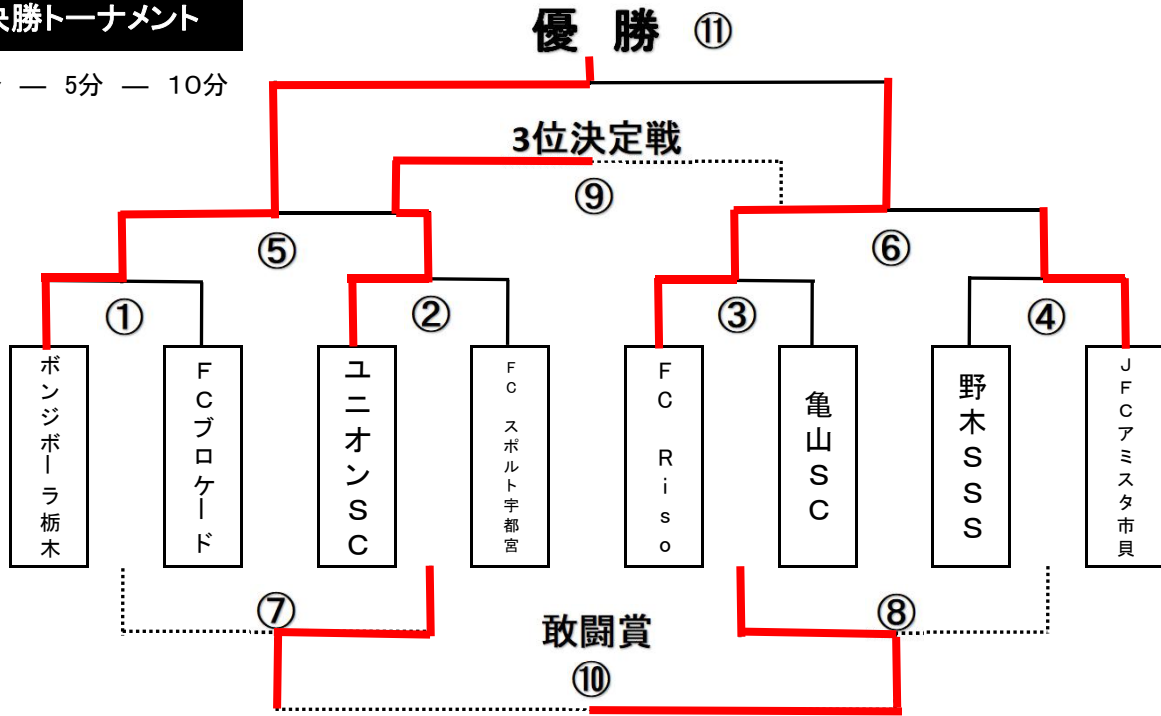 決勝トーナメント
― 5分 ― 10分
優 勝 ⑪
3位決定戦
⑨
⑤
⑥
①
②
③
④
ボンジボーラ栃木
FCブロケード
ユニオンSC
FC スポルト宇都宮
FC Riso
亀山SC
野木SSS
JFCアミスタ市貝
⑦
⑧
敢闘賞
⑩